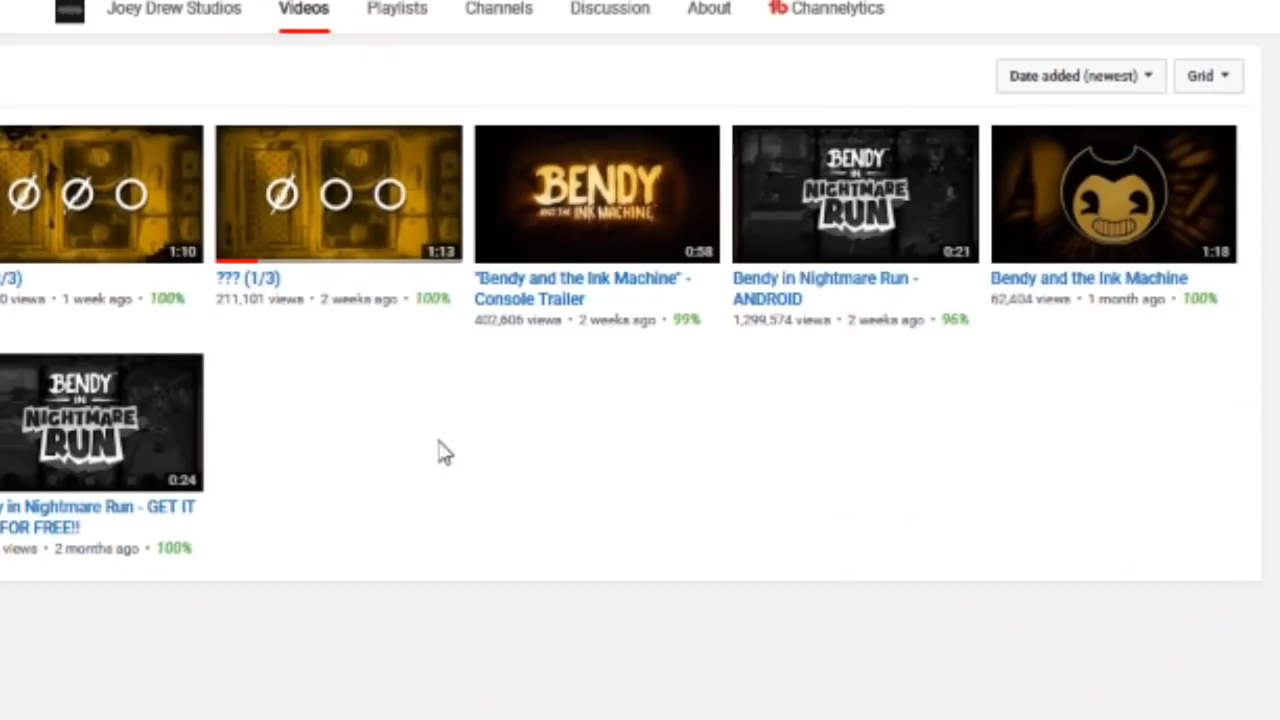 Joey Drew Studios Videos Playlists Channels Discussion About Channelytics
Date added (newest) Grid
1:10
1:13
BENDY
AND THE INK MACHINE
0:58
BENDY
IN
NIGHTMARE
RUN
0:21
1:18
/3)
0 views • 1 week ago • 100%
??? (1/3)
211,101 views • 2 weeks ago • 100%
"Bendy and the Ink Machine" -
Console Trailer
402,606 views • 2 weeks ago • 99%
Bendy in Nightmare Run -
ANDROID
1,299,574 views • 2 weeks ago • 96%
Bendy and the Ink Machine
62,404 views • 1 month ago • 100%
BENDY
IN
NIGHTMARE
RUN
0:24
y in Nightmare Run - GET IT
FOR FREE!!
views • 2 months ago • 100%